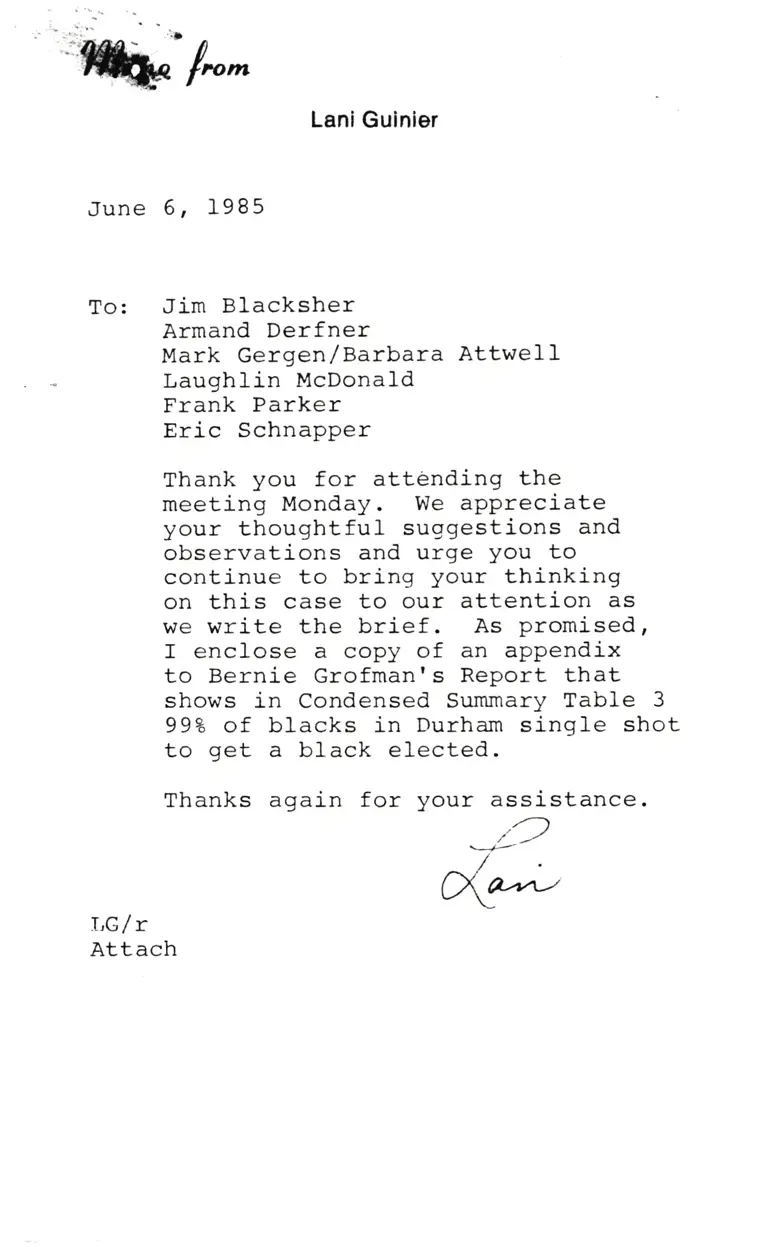 from
Lani Guinier
June 6, 1985
To: Jim Blacksher
Armand Derfner
Mark Gergen/Barbara Attwell
Laughlin McDonald
Frank Parker
Eric Schnapper
Thank you for attending the
meeting Monday. We appreciate
your thoughtful suggestions and
observations and urge you to
continue to bring your thinking
on this case to our attention as
we write the brief. As promised,
I enclose a copy of an appendix
to Bernie Grofman's Report that
shows in Condensed Summary Table 3
99% of blacks in Durham single shot
to get a black elected.
Thanks again for your assistance.
Lani
LG/r
Attach